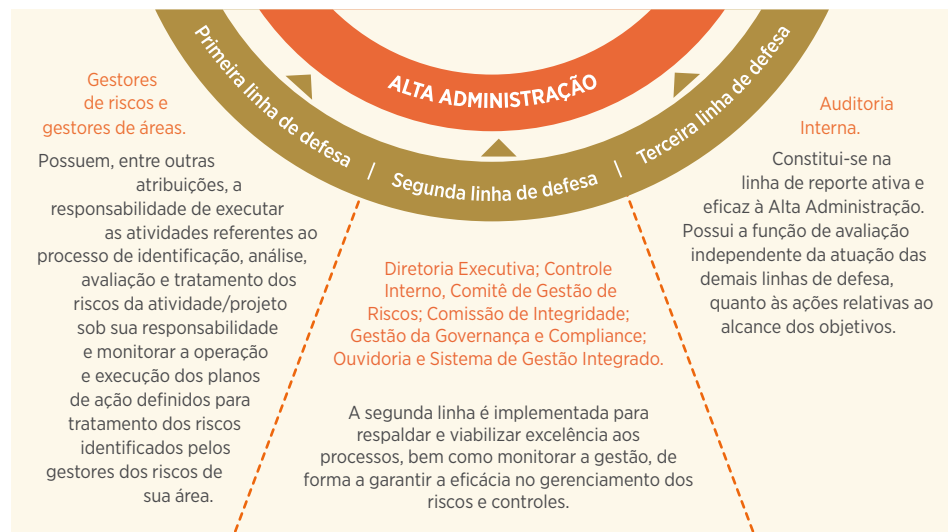 ALTA ADMINISTRAÇÃO
Primeira linha de defesa | Segunda linha de defesa | Terceira linha de defesa
Gestores
de riscos e
gestores de áreas.
Possuem, entre outras
atribuições, a
responsabilidade de executar
as atividades referentes ao
processo de identificação, análise,
avaliação e tratamento dos
riscos da atividade/projeto
sob sua responsabilidade
e monitorar a operação
e execução dos planos
de ação definidos para
tratamento dos riscos
identificados pelos
gestores dos riscos de
sua área.
Diretoria Executiva; Controle
Interno, Comitê de Gestão de
Riscos; Comissão de Integridade;
Gestão da Governança e Compliance;
Ouvidoria e Sistema de Gestão Integrado.
A segunda linha é implementada para
respaldar e viabilizar excelência aos
processos, bem como monitorar a gestão, de
forma a garantir a eficácia no gerenciamento dos
riscos e controles.
Auditoria
Interna.
Constitui-se na
linha de reporte ativa e
eficaz à Alta Administração.
Possui a função de avaliação
independente da atuação das
demais linhas de defesa,
quanto às ações relativas ao
alcance dos objetivos.